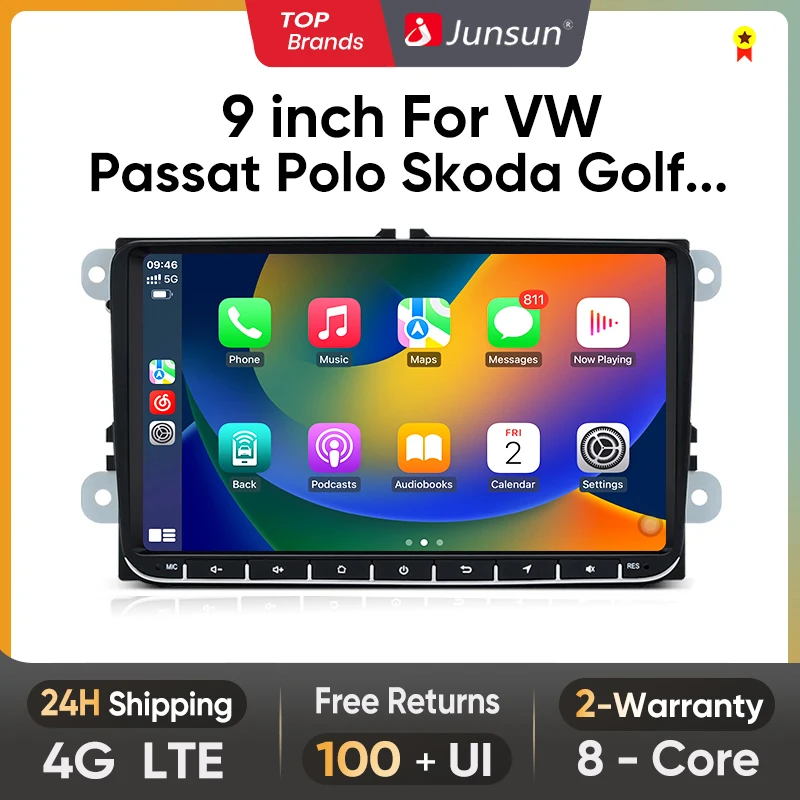 TOP
Brands
Junsun®
9 inch For VW
Passat Polo Skoda Golf...
09:46
5G
811
Phone
Music
Maps
Messages
Now Playing
FRI
2
Back
Podcasts
Audiobooks
Calendar
Settings
MIC
RES
24H Shipping
Free Returns
2-Warranty
4G LTE
100 + UI
8 - Core